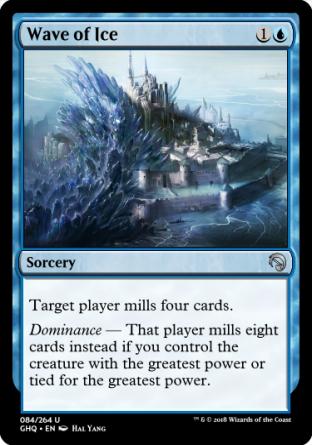 Wave of Ice 1
Sorcery
Target player mills four cards.
Dominance — That player mills eight
cards instead if you control the
creature with the greatest power or
tied for the greatest power.
084/264 U
GHQ • EN Hal Yang
™ & © 2018 Wizards of the Coast